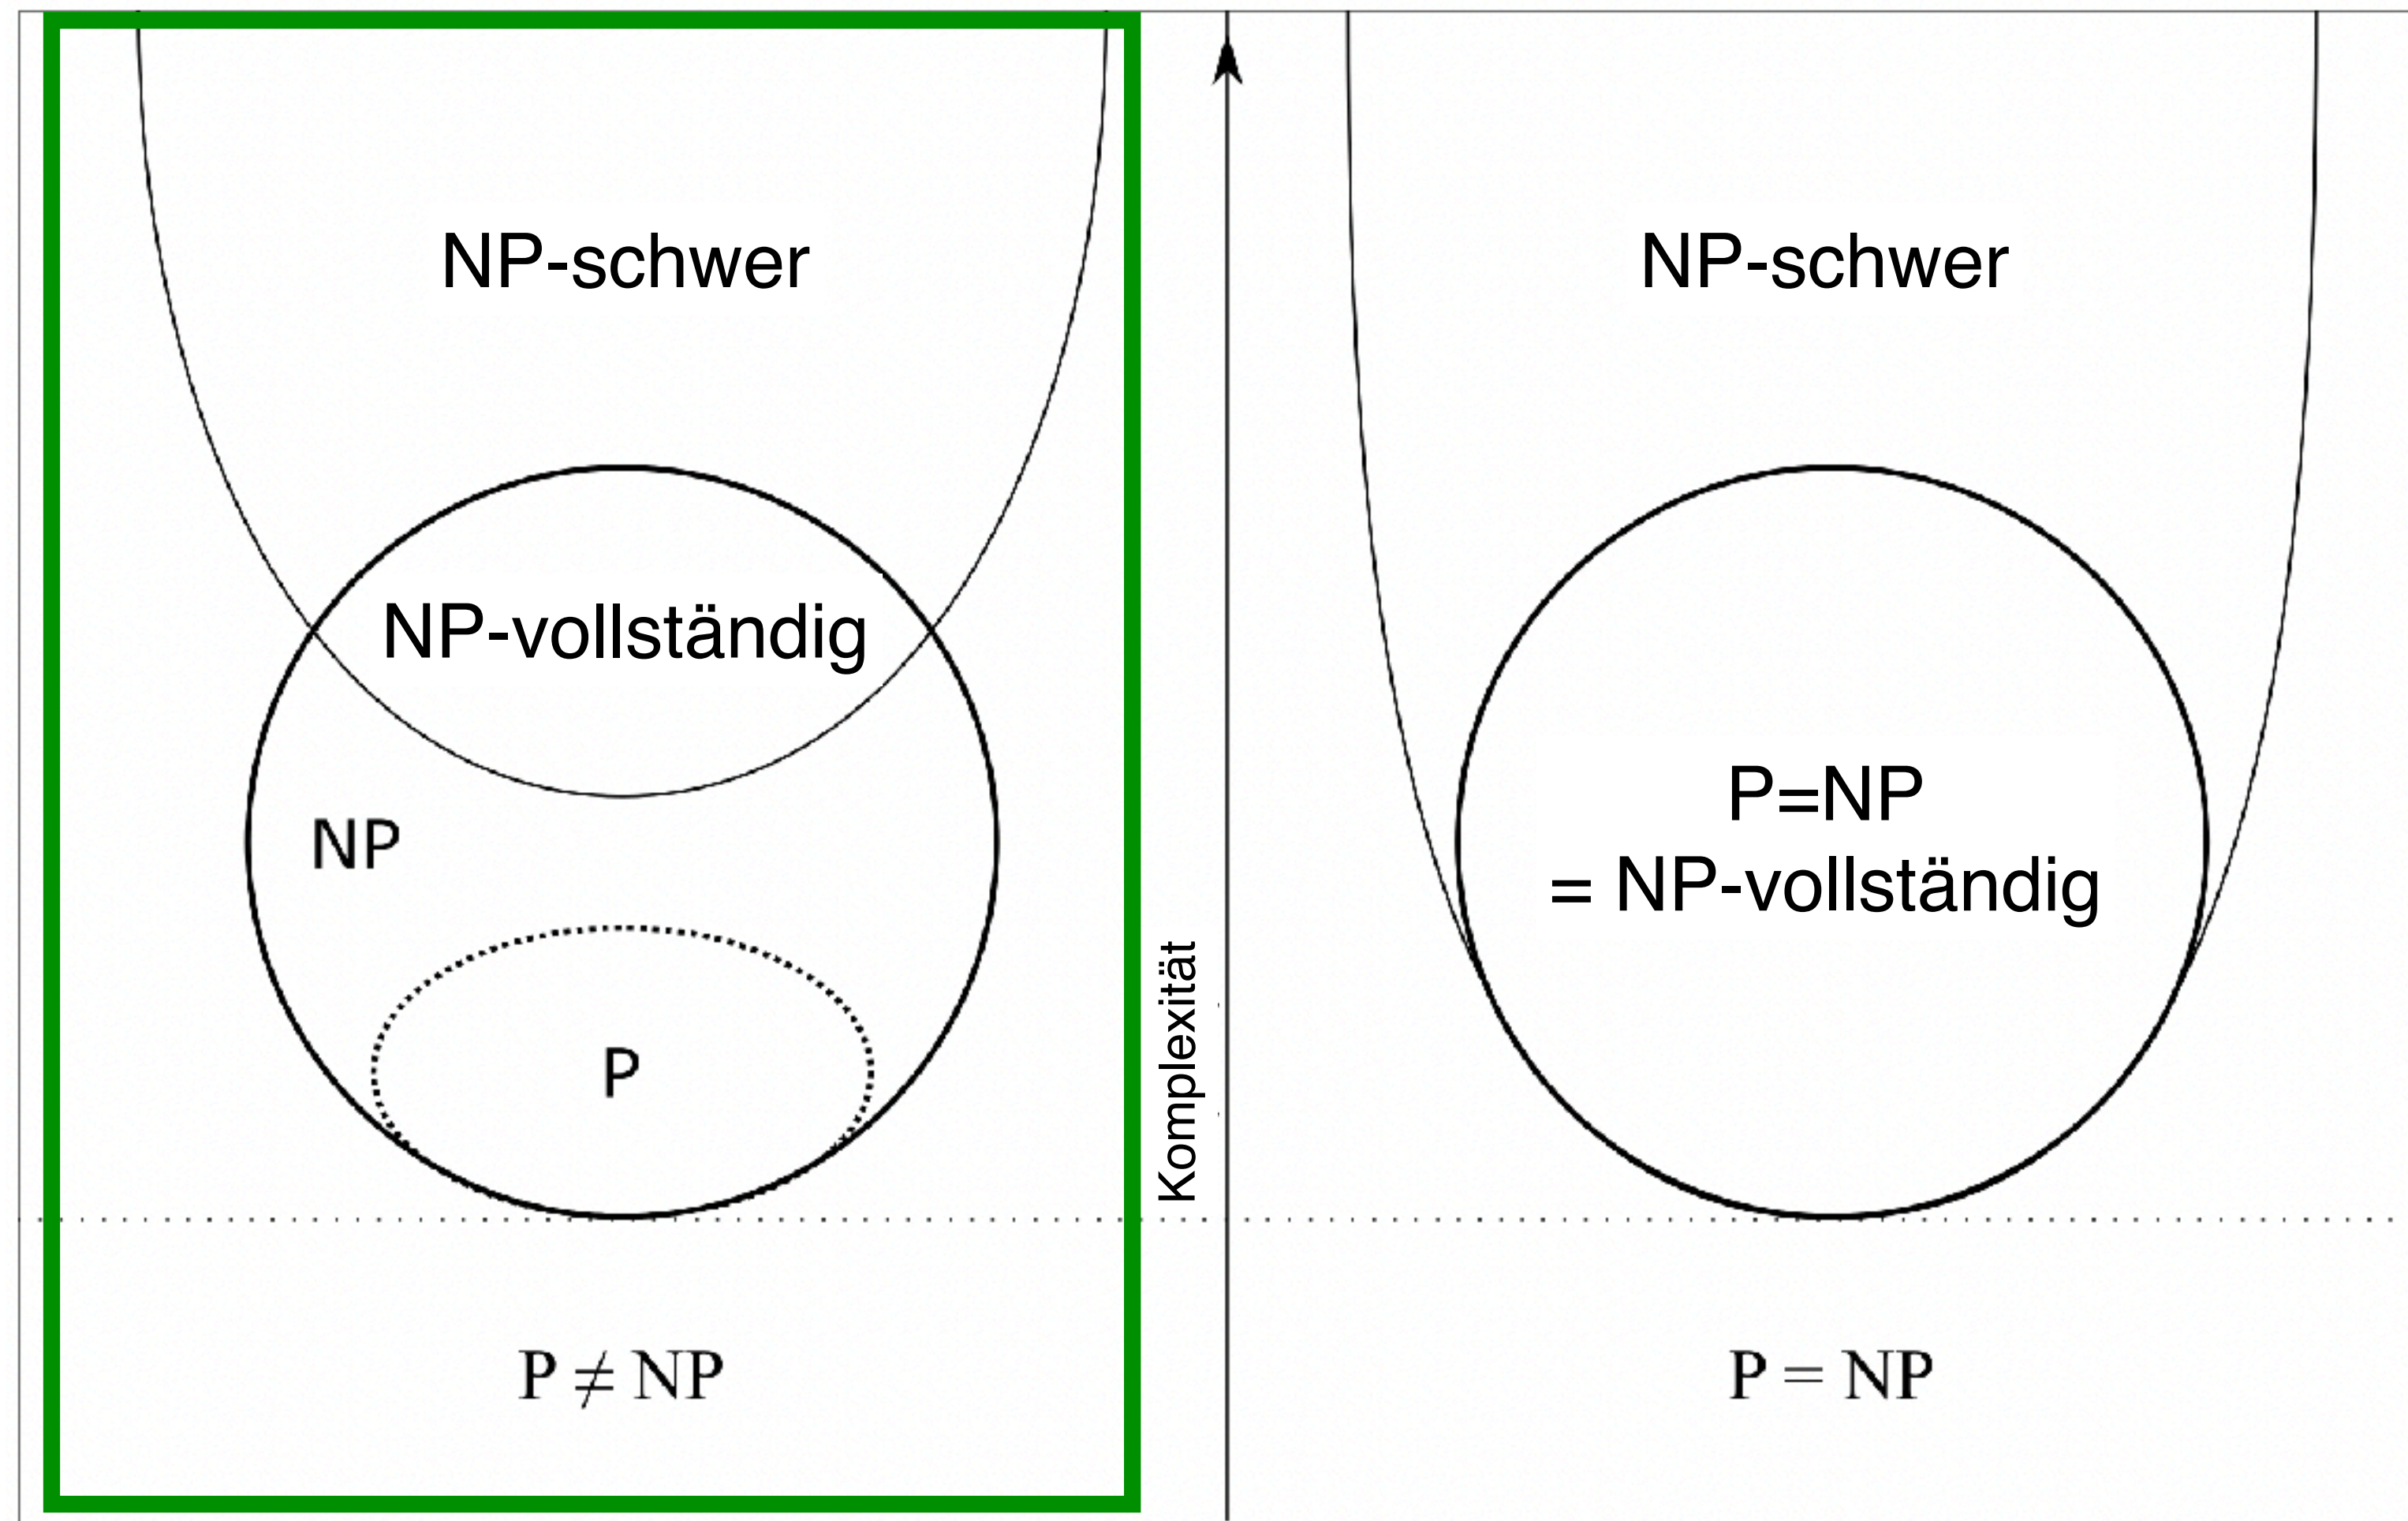 NP-schwer
NP-vollständig
NP
P
P ≠ NP
Komplexität
NP-schwer
P=NP
= NP-vollständig
P = NP